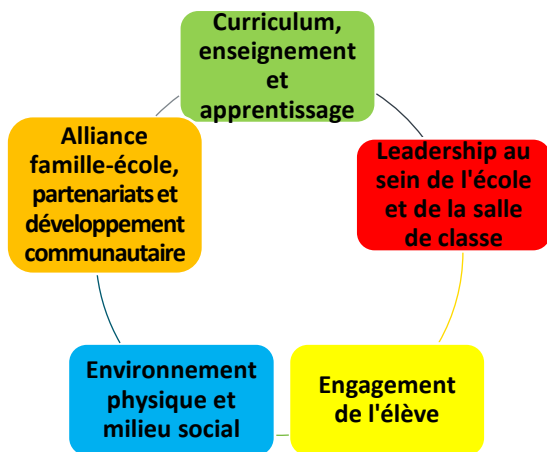 Curriculum,
enseignement
et
apprentissage
Leadership au
sein de l'école
et de la salle
de classe
Engagement
de l'élève
Environnement
physique et
milieu social
Alliance
famille-école,
partenariats et
développement
communautaire